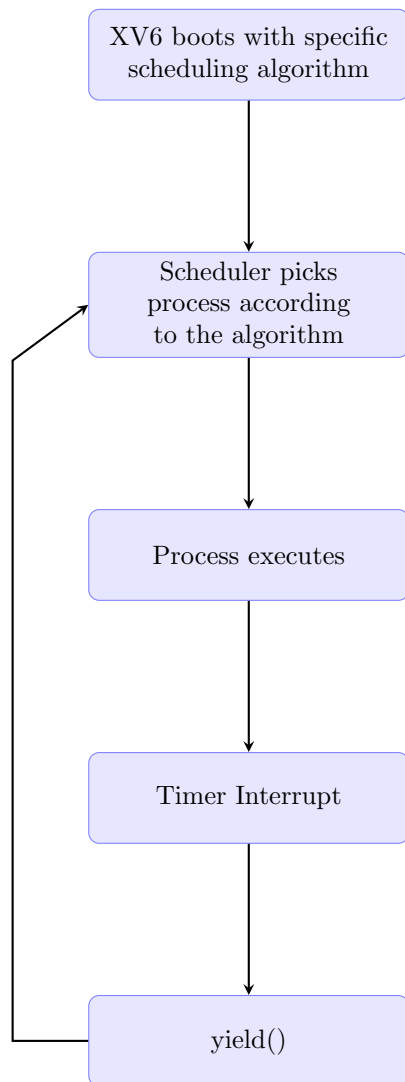 XV6 boots with specific
scheduling algorithm
Scheduler picks
process according
to the algorithm
Process executes
Timer Interrupt
yield()